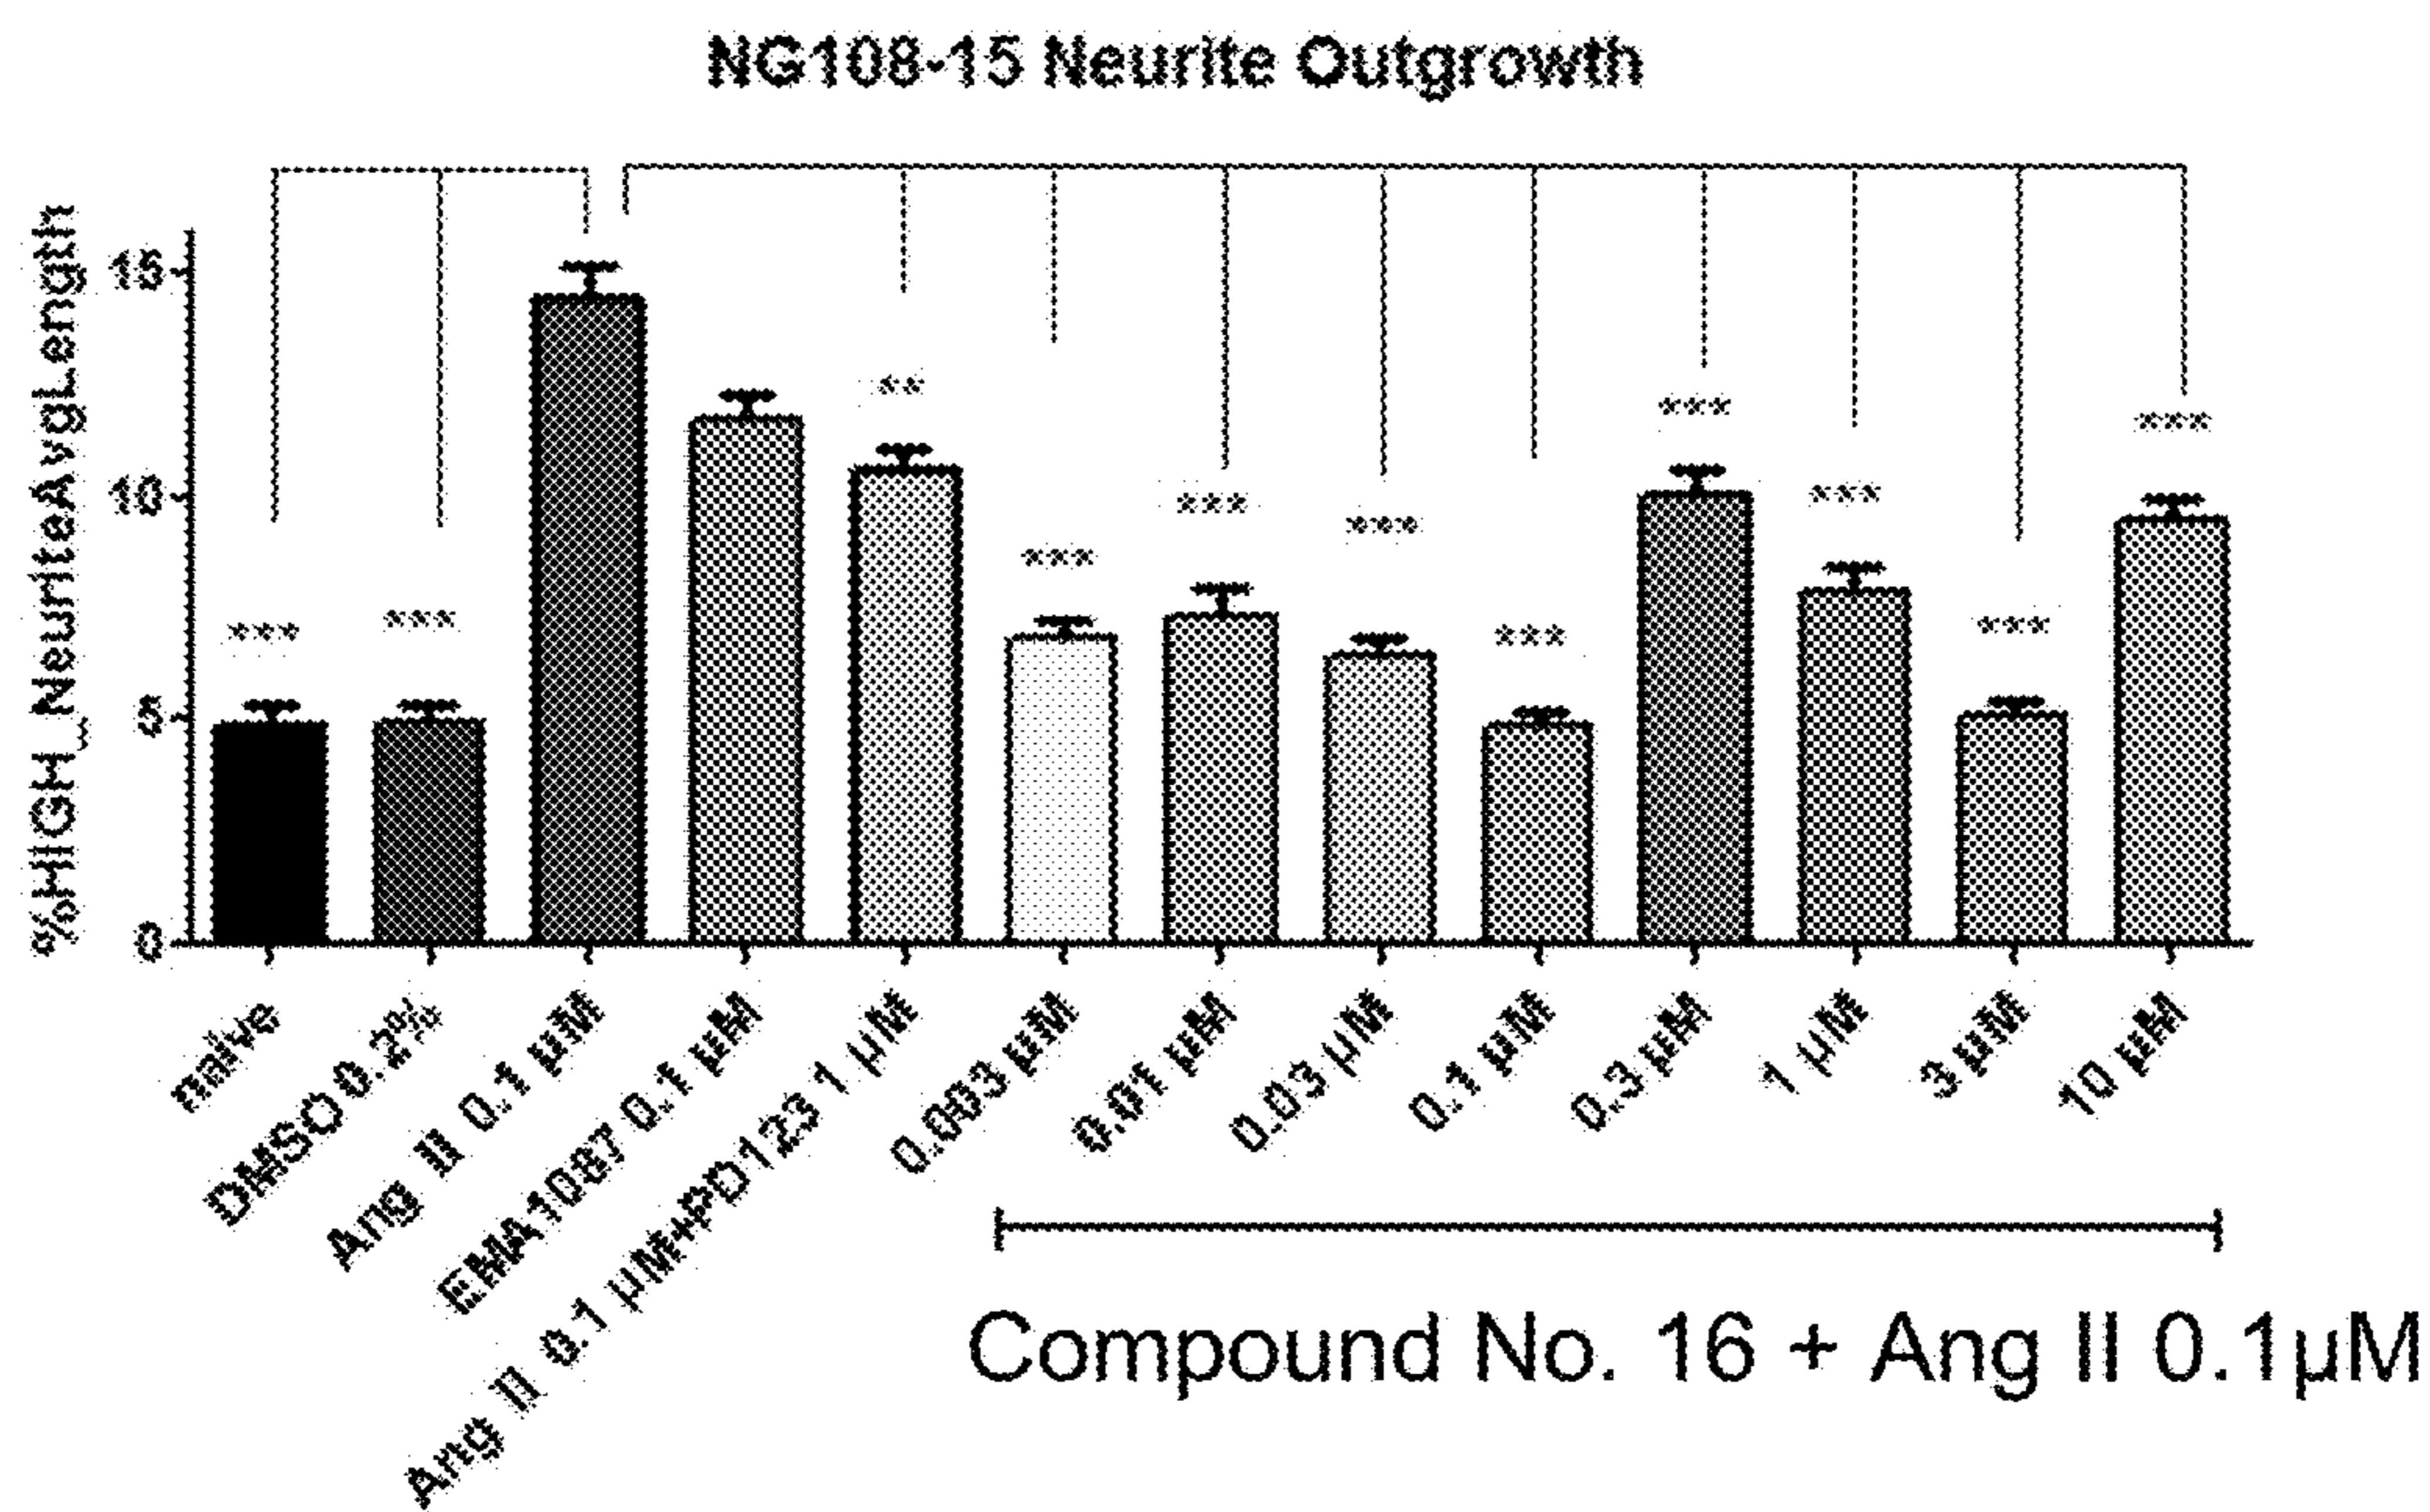 NG108-15 Neurite Outgrowth
%HIGH_NeuriteAvgLength
15
10
5
0
***
***
**
***
***
***
***
***
***
***
***
naive
DMSO 0.2%
Ang II 0.1 µM
EMA1087 0.1 µM
Ang II 0.1 µM+PD123 1 µM
0.003 µM
0.01 µM
0.03 µM
0.1 µM
0.3 µM
1 µM
3 µM
10 µM
Compound No. 16 + Ang II 0.1µM